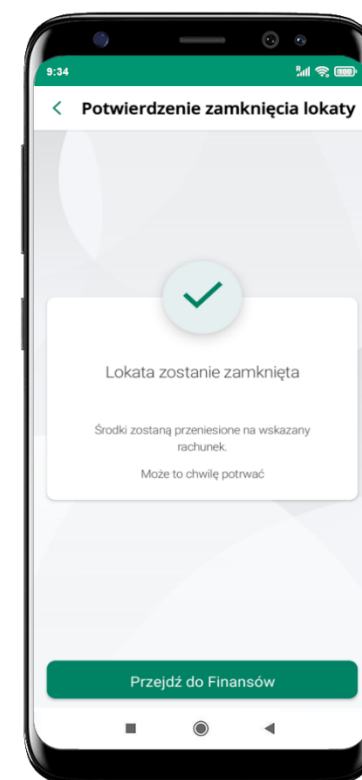 9:34
Potwierdzenie zamknięcia lokaty
Lokata zostanie zamknięta
Środki zostaną przeniesione na wskazany
rachunek.
Może to chwilę potrwać
Przejdź do Finansów